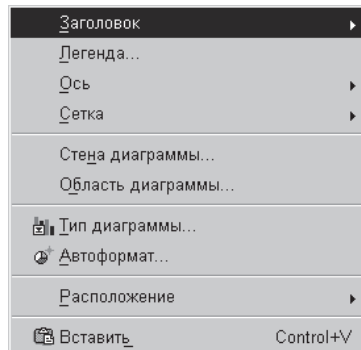 Заголовок
Легенда...
Ось
Сетка
Стена диаграммы...
Область диаграммы...
Тип диаграммы...
Автоформат...
Расположение
Вставить Control+V